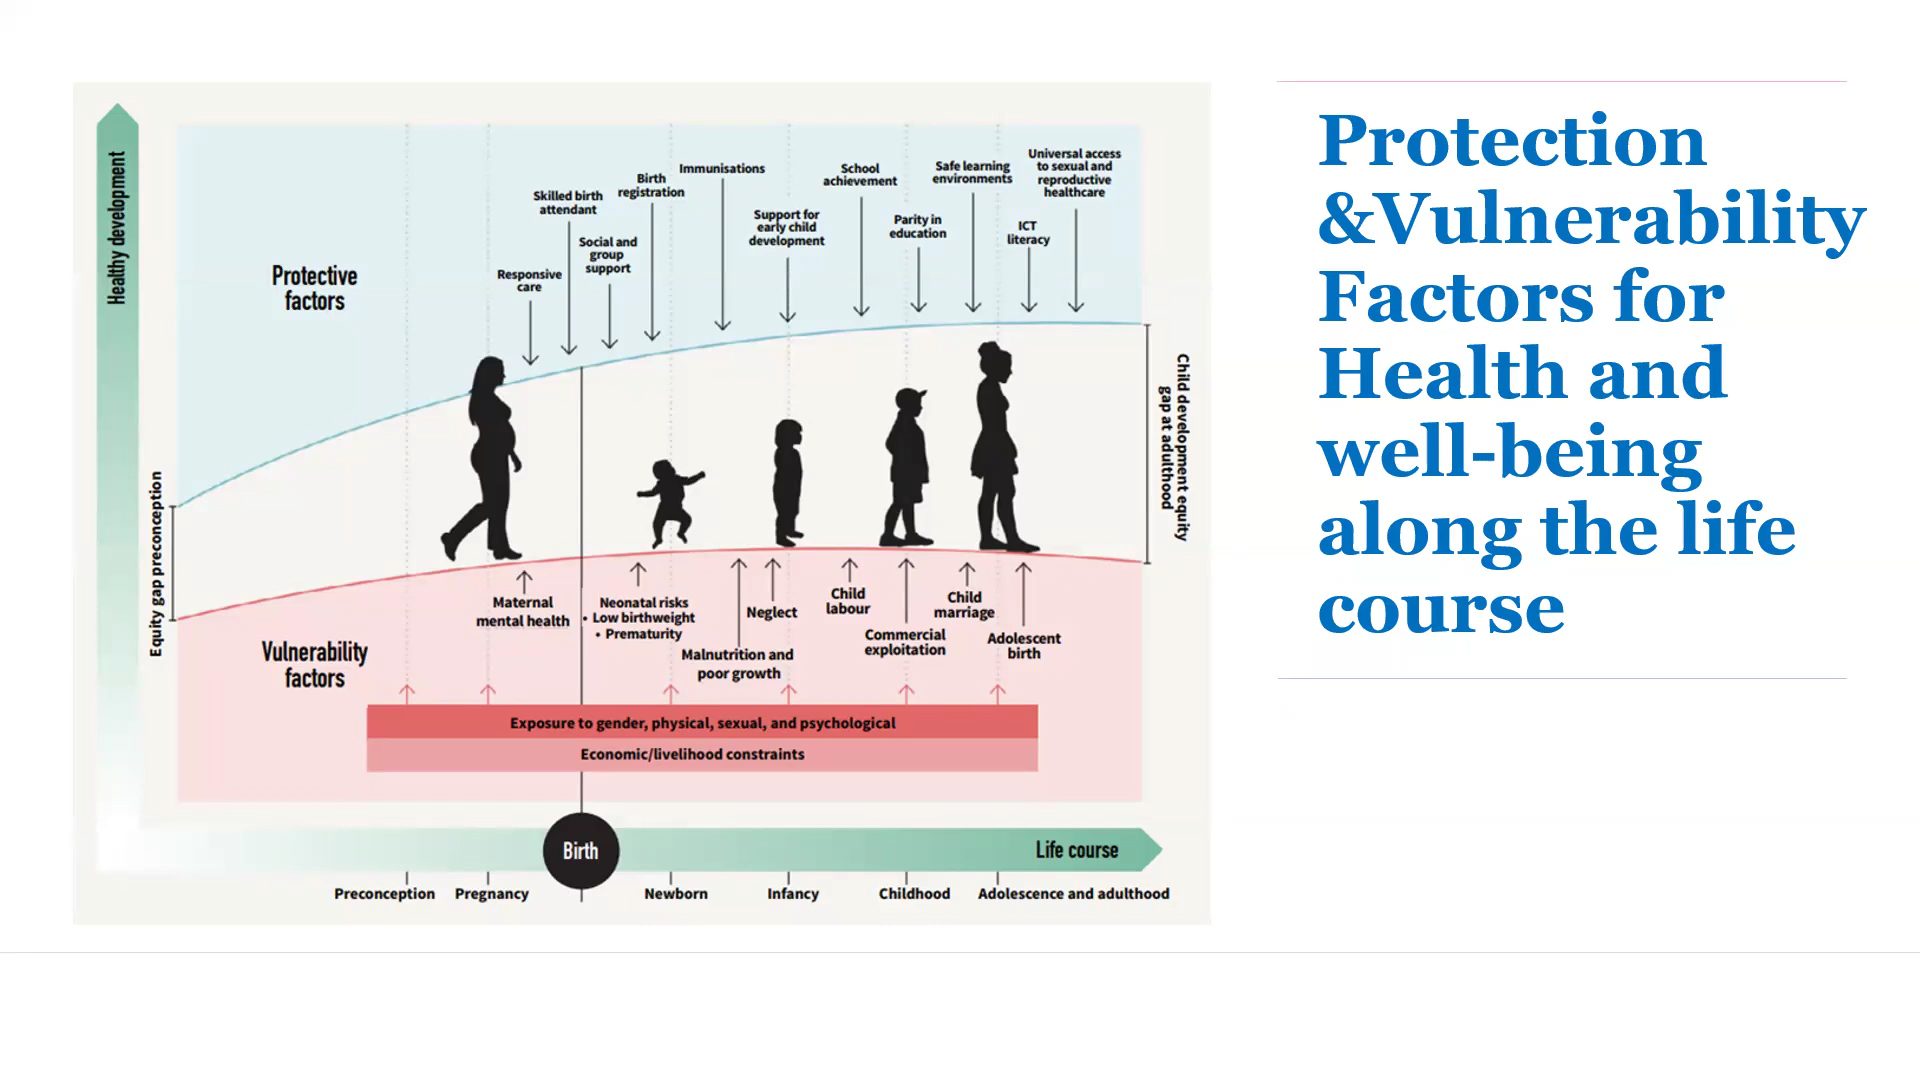 Protection
&Vulnerability
Factors for
Health and
well-being
along the life
course
Healthy development
Equity gap preconception
Protective
factors
Responsive
care
Skilled birth
attendant
Social and
group
support
Birth
registration
Immunisations
Support for
early child
development
School
achievement
Parity in
education
Safe learning
environments
ICT
literacy
Universal access
to sexual and
reproductive
healthcare
Child development equity
gap at adulthood
Vulnerability
factors
Maternal
mental health
Neonatal risks
• Low birthweight
• Prematurity
Malnutrition and
poor growth
Neglect
Child
labour
Commercial
exploitation
Child
marriage
Adolescent
birth
Exposure to gender, physical, sexual, and psychological
Economic/livelihood constraints
Birth
Life course
Preconception
Pregnancy
Newborn
Infancy
Childhood
Adolescence and adulthood